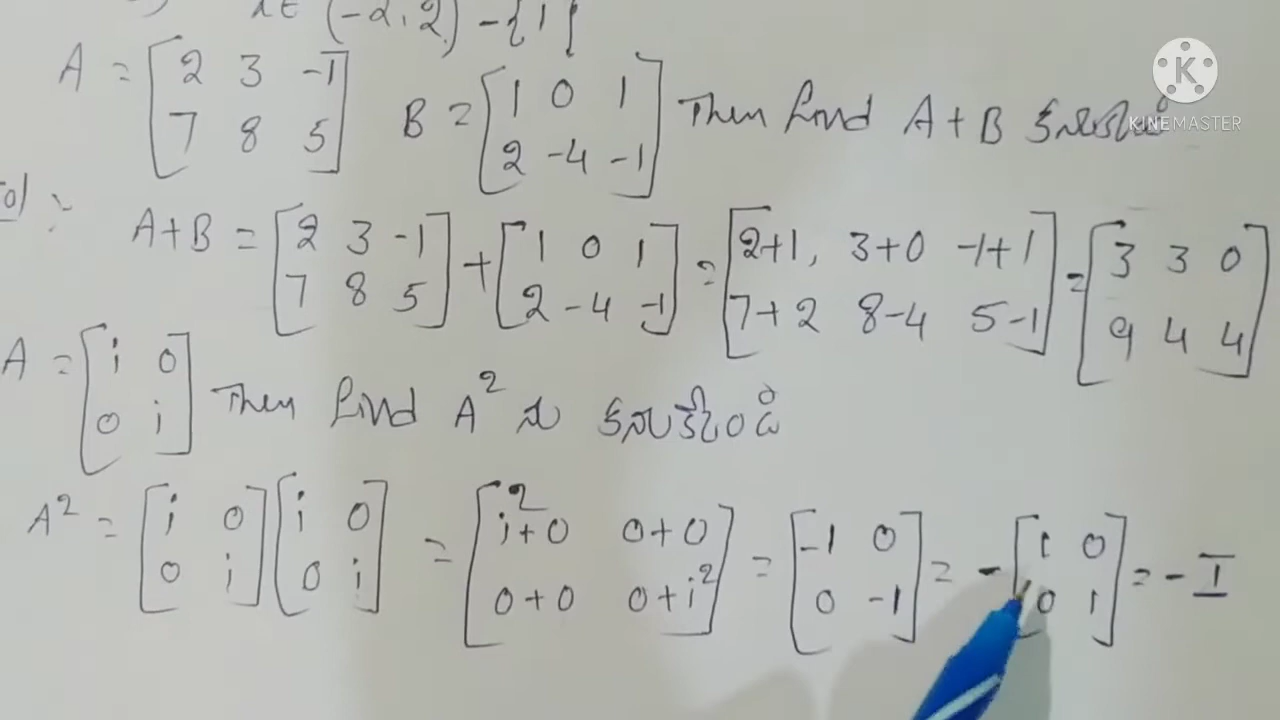 (-2, 2) - {1}
A = [2 3 -1
7 8 5]
B = [1 0 1
2 -4 -1] Then find A+B కనుక్కోండి
A+B = [2 3 -1
7 8 5] + [1 0 1
2 -4 -1] = [2+1, 3+0 -1+1
7+2 8-4 5-1] = [3 3 0
9 4 4]
A = [i 0
0 i] Then find A² ను కనుక్కోండి
A² = [i 0
0 i] [i 0
0 i] = [i²+0 0+0
0+0 0+i²] = [-1 0
0 -1] = -[1 0
0 1] = -I
KINEMASTER